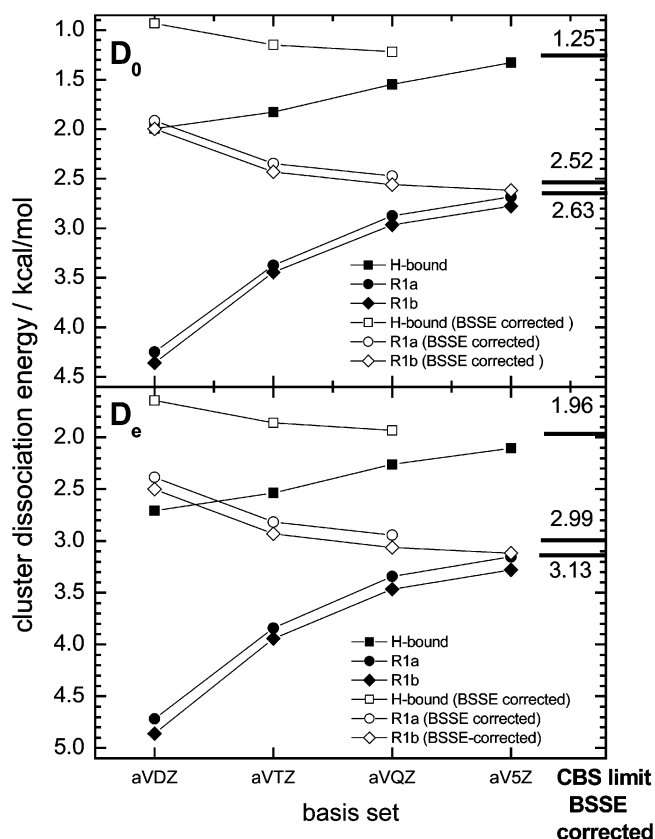 cluster dissociation energy / kcal/mol
D0
1.0
1.5
2.0
2.5
3.0
3.5
4.0
4.5
1.25
2.52
2.63
H-bound
R1a
R1b
H-bound (BSSE corrected )
R1a (BSSE corrected)
R1b (BSSE corrected )
De
2.0
2.5
3.0
3.5
4.0
4.5
5.0
1.96
2.99
3.13
H-bound
R1a
R1b
H-bound (BSSE corrected)
R1a (BSSE corrected)
R1b (BSSE-corrected)
aVDZ aVTZ aVQZ aV5Z
basis set
CBS limit
BSSE
corrected